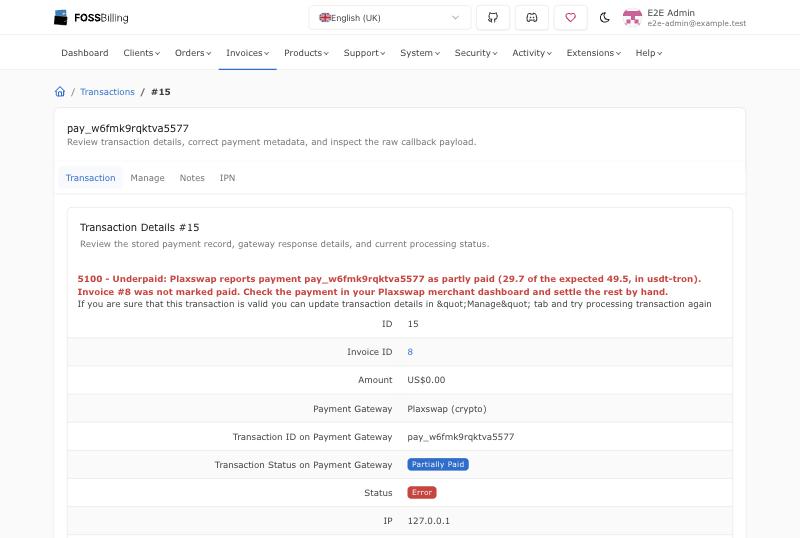 FOSSBilling
English (UK)
E2E Admin
e2e-admin@example.test
Dashboard Clients Orders Invoices Products Support System Security Activity Extensions Help
/ Transactions / #15
pay_w6fmk9rqktva5577
Review transaction details, correct payment metadata, and inspect the raw callback payload.
Transaction Manage Notes IPN
Transaction Details #15
Review the stored payment record, gateway response details, and current processing status.
5100 - Underpaid: Plaxswap reports payment pay_w6fmk9rqktva5577 as partly paid (29.7 of the expected 49.5, in usdt-tron).
Invoice #8 was not marked paid. Check the payment in your Plaxswap merchant dashboard and settle the rest by hand.
If you are sure that this transaction is valid you can update transaction details in &quot;Manage&quot; tab and try processing transaction again
ID 15
Invoice ID 8
Amount US$0.00
Payment Gateway Plaxswap (crypto)
Transaction ID on Payment Gateway pay_w6fmk9rqktva5577
Transaction Status on Payment Gateway Partially Paid
Status Error
IP 127.0.0.1